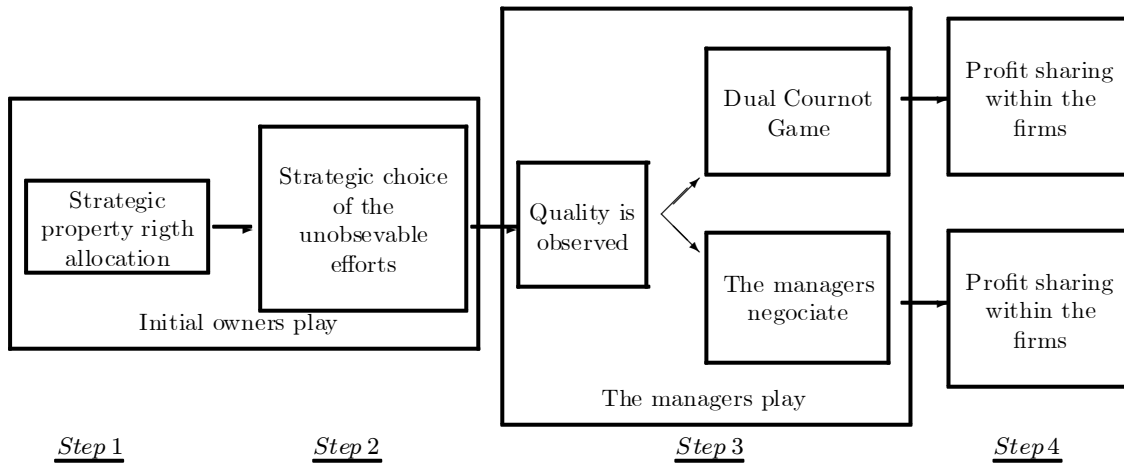 Strategic
property rigth
allocation
Strategic choice
of the
unobsevable
efforts
Initial owners play
Quality is
observed
Dual Cournot
Game
The managers
negociate
The managers play
Profit sharing
within the
firms
Profit sharing
within the
firms
Step 1
Step 2
Step 3
Step 4